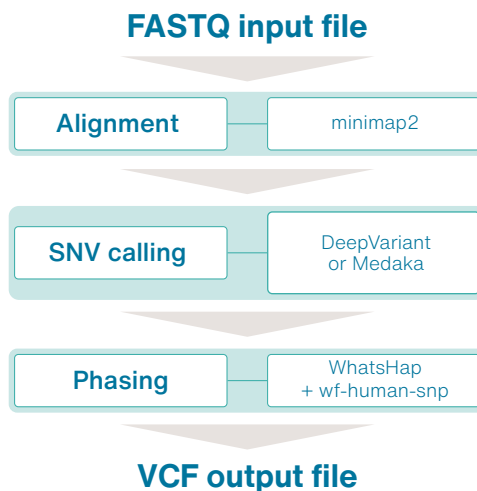 FASTQ input file
Alignment
minimap2
SNV calling
DeepVariant
or Medaka
Phasing
WhatsHap
+ wf-human-snp
VCF output file